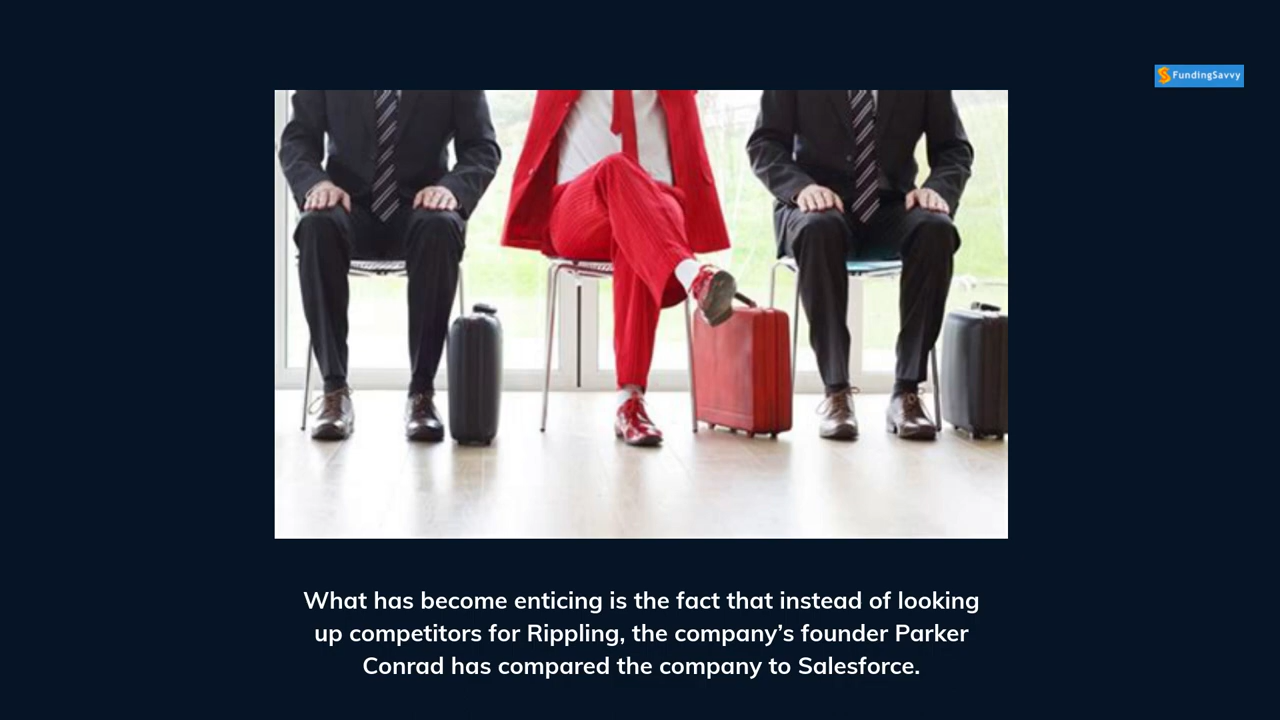 FundingSavvy
What has become enticing is the fact that instead of looking
up competitors for Rippling, the company’s founder Parker
Conrad has compared the company to Salesforce.